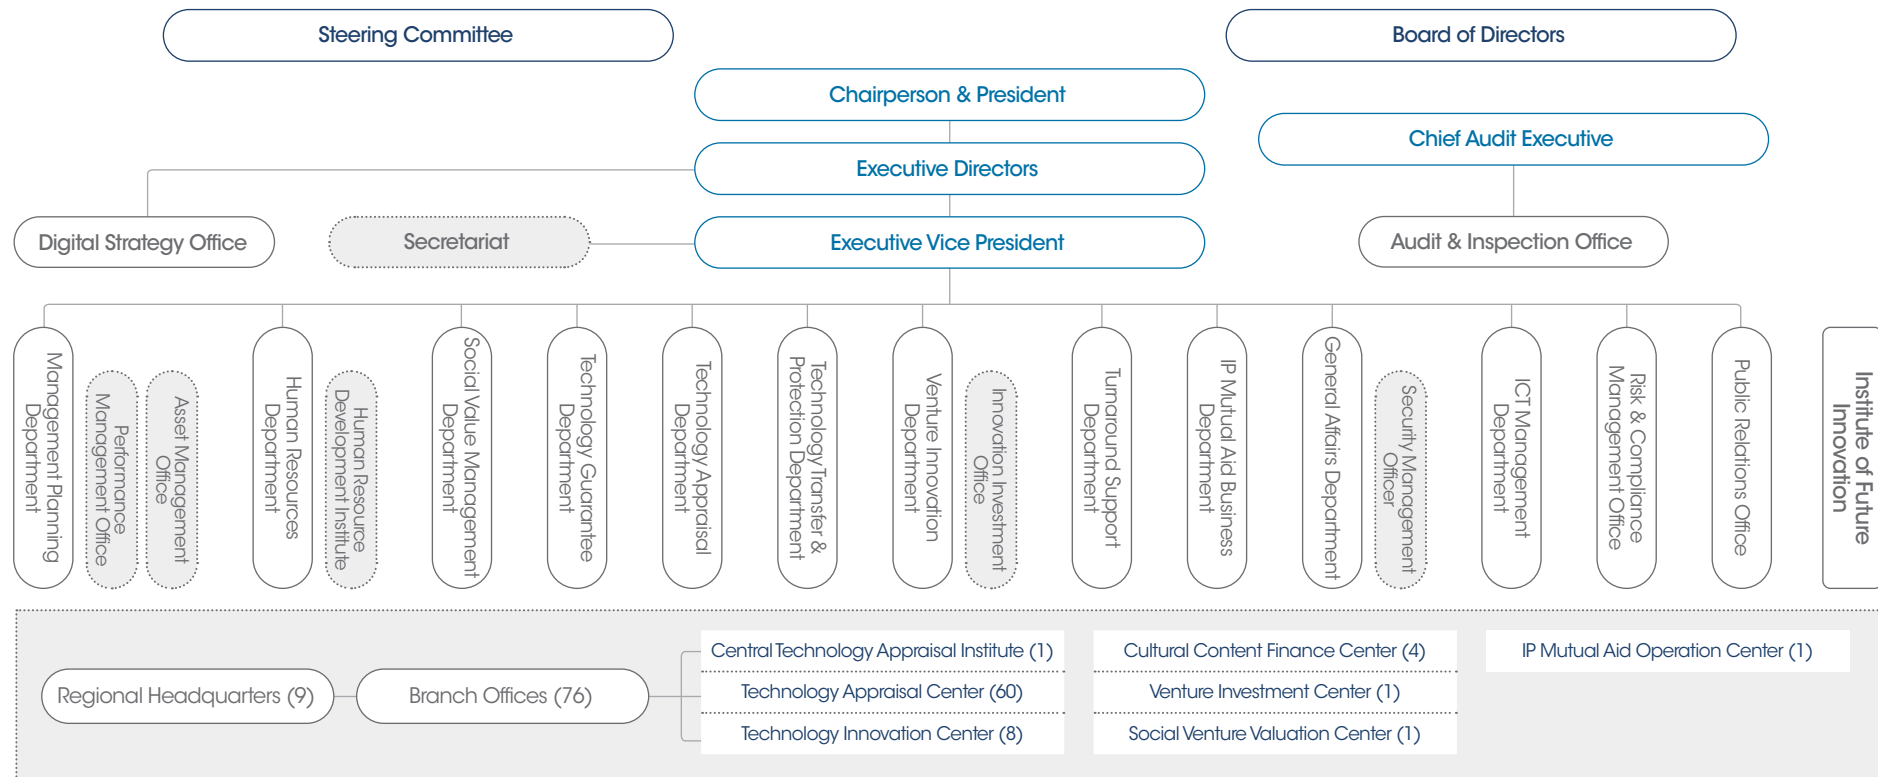 Steering Committee
Board of Directors
Chairperson & President
Chief Audit Executive
Executive Directors
Digital Strategy Office
Secretariat
Executive Vice President
Audit & Inspection Office
Management Planning
Department
Performance
Management Office
Asset Management
Office
Human Resources
Department
Human Resource
Development Institute
Social Value Management
Department
Technology Guarantee
Department
Technology Appraisal
Department
Technology Transfer &
Protection Department
Venture Innovation
Department
Innovation Investment
Office
Turnaround Support
Department
IP Mutual Aid Business
Department
General Affairs Department
Security Management
Officer
ICT Management
Department
Risk & Compliance
Management Office
Public Relations Office
Institute of Future
Innovation
Regional Headquarters (9)
Branch Offices (76)
Central Technology Appraisal Institute (1)
Technology Appraisal Center (60)
Technology Innovation Center (8)
Cultural Content Finance Center (4)
Venture Investment Center (1)
Social Venture Valuation Center (1)
IP Mutual Aid Operation Center (1)